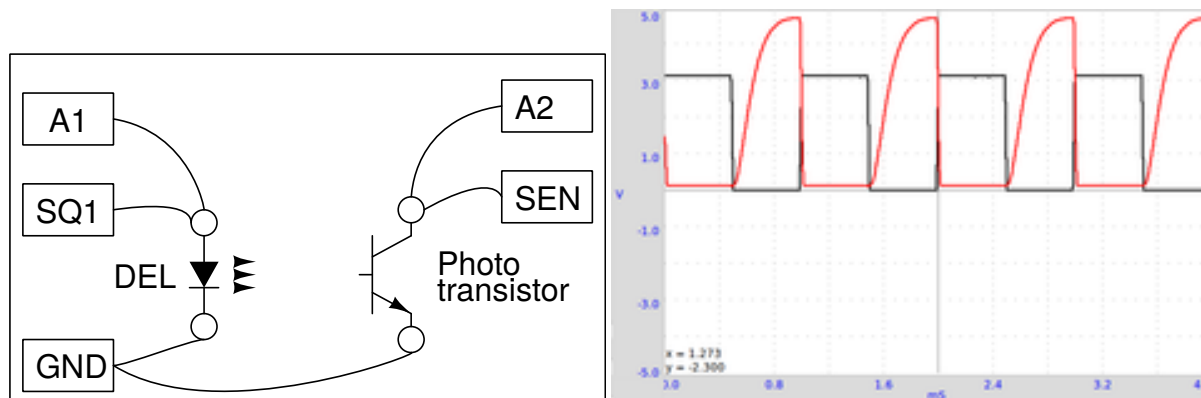 A1
SQ1
DEL
GND
A2
SEN
Photo
transistor
5.0
3.0
1.0
V
-1.0
-3.0
-5.0
x = 1.273
y = -2.300
0.0 0.8 1.6 2.4 3.2
mS